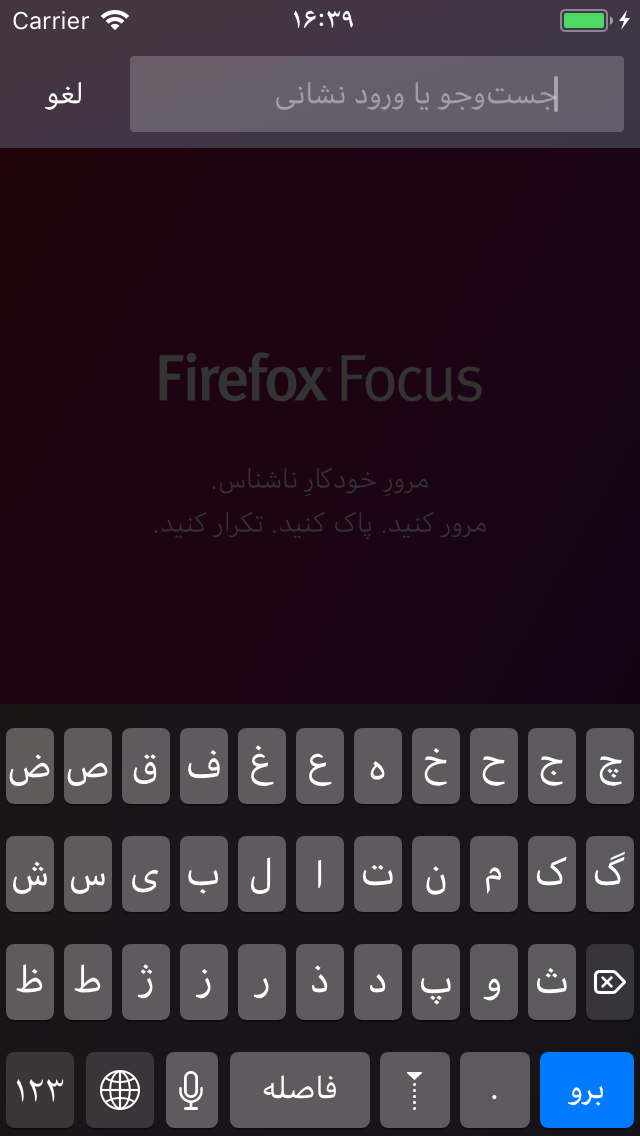 Carrier ۱۶:۳۹
جست‌وجو یا ورود نشانی لغو
Firefox Focus
مرورِ خودکارِ ناشناس.
مرور کنید. پاک کنید. تکرار کنید.
ض ص ق ف غ ع ه خ ح ج چ
ش س ی ب ل ا ت ن م ک گ
ظ ط ژ ز ر ذ د پ و ث
۱۲۳ فاصله . برو